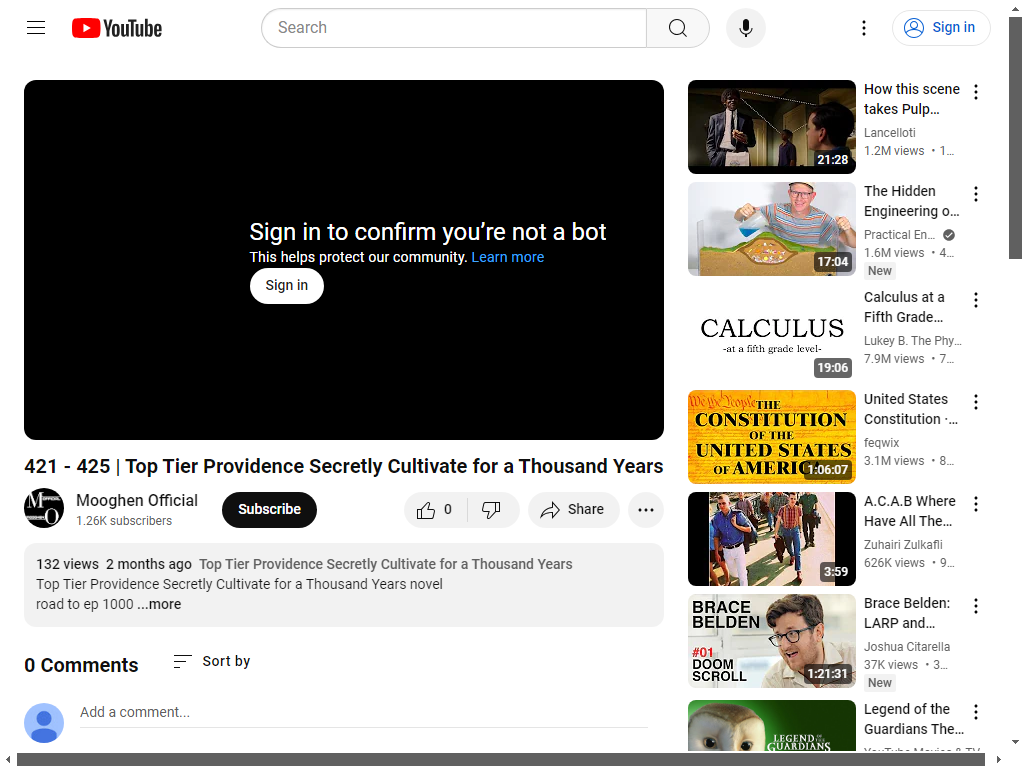 YouTube
Search
Sign in
Sign in to confirm you’re not a bot
This helps protect our community. Learn more
Sign in
421 - 425 | Top Tier Providence Secretly Cultivate for a Thousand Years
Mooghen Official
1.26K subscribers
Subscribe
0
Share
132 views 2 months ago Top Tier Providence Secretly Cultivate for a Thousand Years
Top Tier Providence Secretly Cultivate for a Thousand Years novel
road to ep 1000 ...more
0 Comments
Sort by
Add a comment...
21:28
How this scene
takes Pulp...
Lancelloti
1.2M views • 1...
17:04
The Hidden
Engineering o...
Practical En...
1.6M views • 4...
New
CALCULUS
-at a fifth grade level-
19:06
Calculus at a
Fifth Grade...
Lukey B. The Phy...
7.9M views • 7...
We the People
THE
CONSTITUTION
OF THE
UNITED STATES
OF AMERICA
1:06:07
United States
Constitution ·...
feqwix
3.1M views • 8...
3:59
A.C.A.B Where
Have All The...
Zuhairi Zulkafli
626K views • 9...
BRACE
BELDEN
#01
DOOM
SCROLL
1:21:31
Brace Belden:
LARP and...
Joshua Citarella
37K views • 3...
New
LEGEND OF THE
GUARDIANS
Legend of the
Guardians The...
YouTube Movies & TV